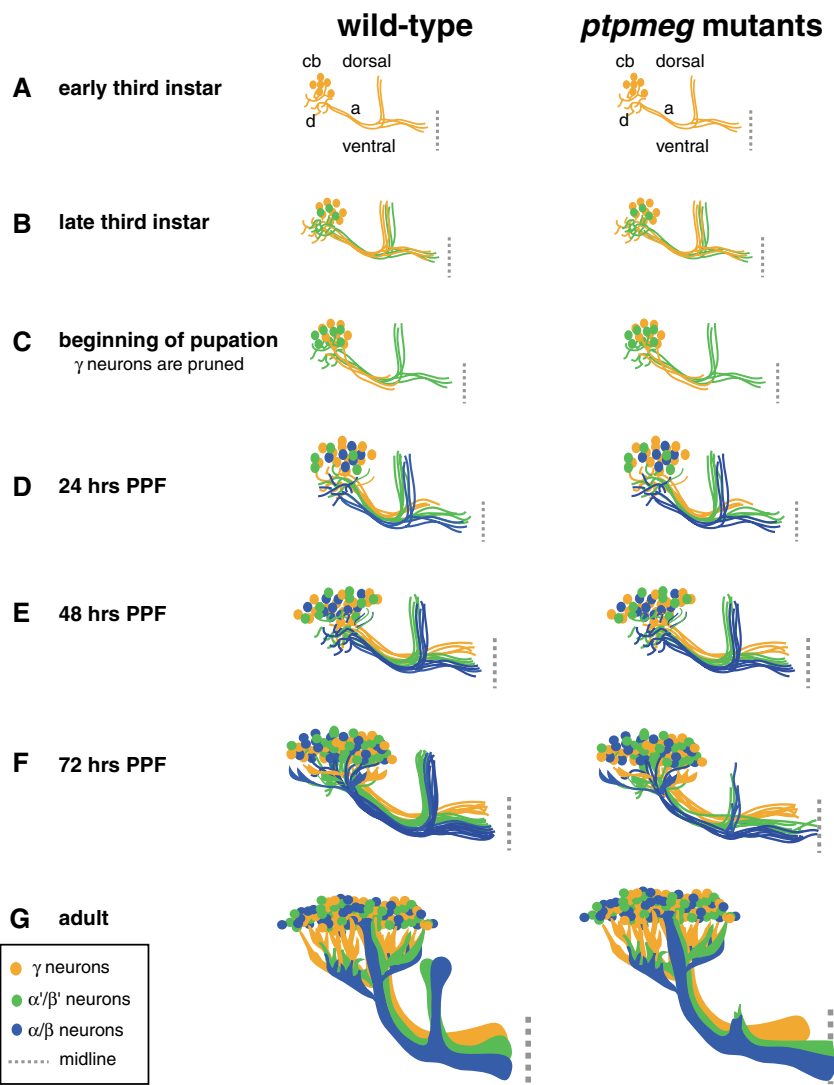 wild-type ptpmeg mutants
A early third instar
cb dorsal cb dorsal
d a d a
ventral ventral
B late third instar
C beginning of pupation
γ neurons are pruned
D 24 hrs PPF
E 48 hrs PPF
F 72 hrs PPF
G adult
γ neurons
α'/β' neurons
α/β neurons
midline